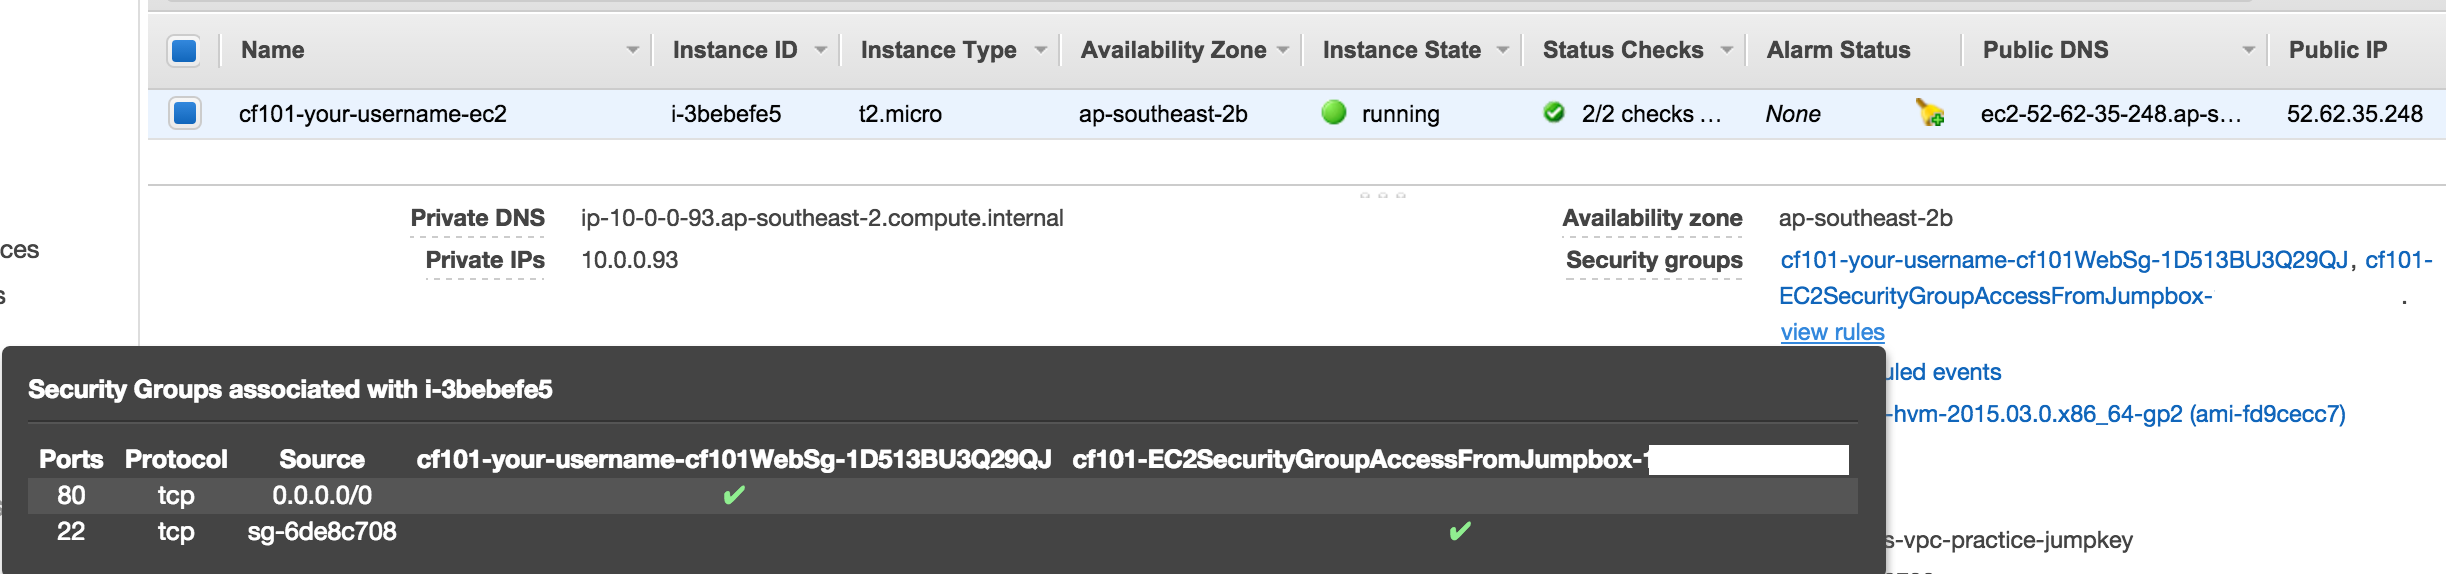 Name Instance ID Instance Type Availability Zone Instance State Status Checks Alarm Status Public DNS Public IP
cf101-your-username-ec2 i-3bebefe5 t2.micro ap-southeast-2b running 2/2 checks ... None ec2-52-62-35-248.ap-s... 52.62.35.248
Private DNS ip-10-0-0-93.ap-southeast-2.compute.internal Availability zone ap-southeast-2b
ces
Private IPs 10.0.0.93 Security groups cf101-your-username-cf101WebSg-1D513BU3Q29QJ, cf101-
s EC2SecurityGroupAccessFromJumpbox- .
view rules
uled events
Security Groups associated with i-3bebefe5
-hvm-2015.03.0.x86_64-gp2 (ami-fd9cecc7)
Ports Protocol Source cf101-your-username-cf101WebSg-1D513BU3Q29QJ cf101-EC2SecurityGroupAccessFromJumpbox-1
80 tcp 0.0.0.0/0 ✔
22 tcp sg-6de8c708 ✔
s-vpc-practice-jumpkey